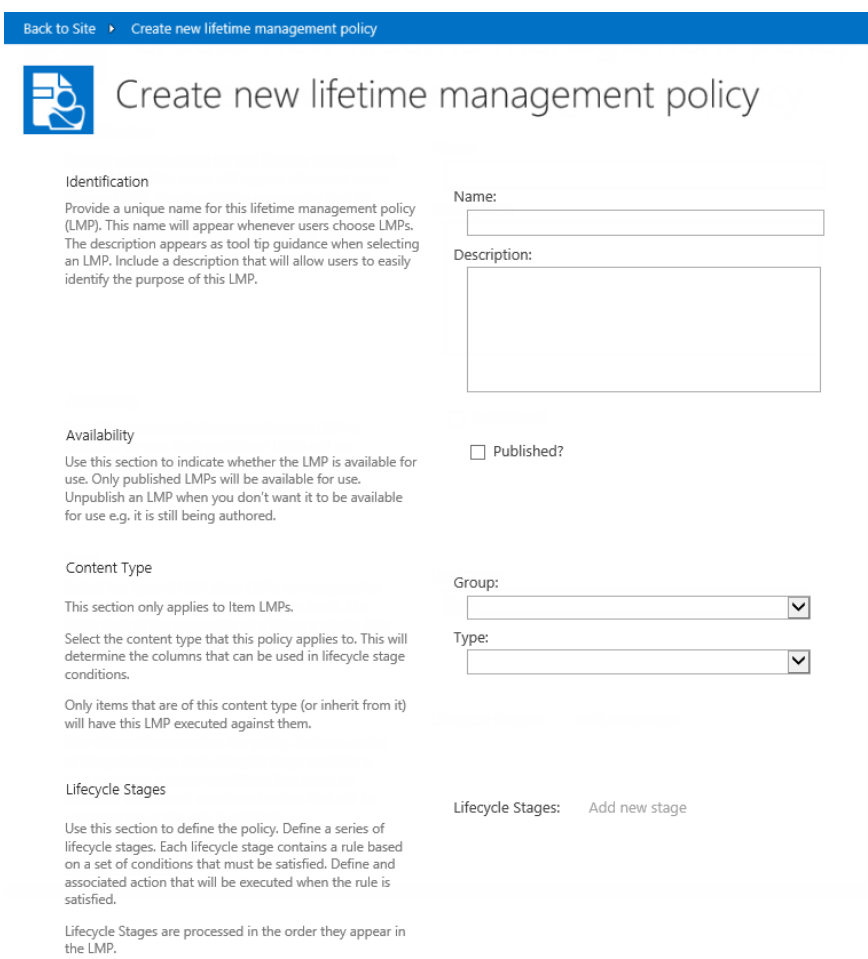 Back to Site ▸ Create new lifetime management policy
Create new lifetime management policy
Identification
Provide a unique name for this lifetime management policy
(LMP). This name will appear whenever users choose LMPs.
The description appears as tool tip guidance when selecting
an LMP. Include a description that will allow users to easily
identify the purpose of this LMP.
Name:
Description:
Availability
Use this section to indicate whether the LMP is available for
use. Only published LMPs will be available for use.
Unpublish an LMP when you don't want it to be available
for use e.g. it is still being authored.
Published?
Content Type
This section only applies to Item LMPs.
Select the content type that this policy applies to. This will
determine the columns that can be used in lifecycle stage
conditions.
Only items that are of this content type (or inherit from it)
will have this LMP executed against them.
Group:
Type:
Lifecycle Stages
Use this section to define the policy. Define a series of
lifecycle stages. Each lifecycle stage contains a rule based
on a set of conditions that must be satisfied. Define and
associated action that will be executed when the rule is
satisfied.
Lifecycle Stages are processed in the order they appear in
the LMP.
Lifecycle Stages: Add new stage